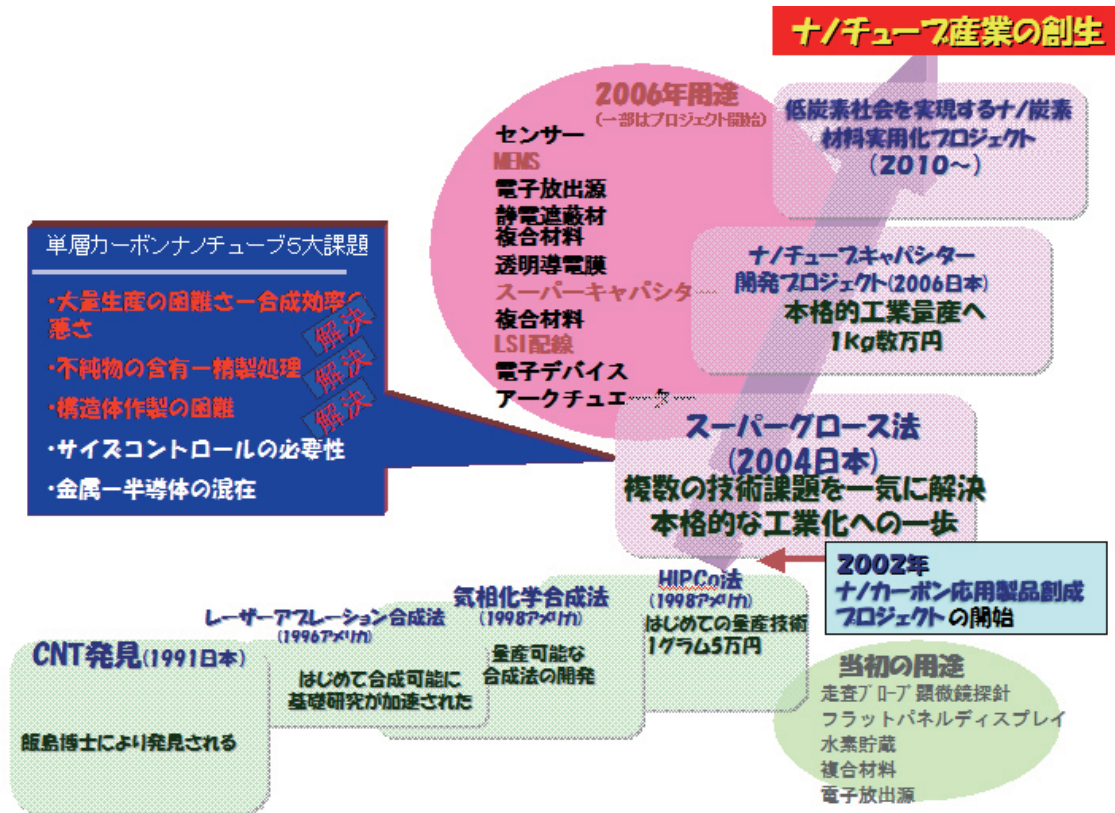 ナノチューブ産業の創生
低炭素社会を実現するナノ炭素
材料実用化プロジェクト
(2010～)
2006年用途
(一部はプロジェクト開始)
センサー
MEMS
電子放出源
静電遮蔽材
複合材料
透明導電膜
スーパーキャパシター
複合材料
LSI配線
電子デバイス
アークチュエーター
ナノチューブキャパシター
開発プロジェクト(2006日本)
本格的工業量産へ
1kg数万円
単層カーボンナノチューブ5大課題
・大量生産の困難さー合成効率の
悪さ
解決
・不純物の含有ー精製処理
解決
・構造体作製の困難
解決
・サイズコントロールの必要性
・金属ー半導体の混在
スーパーグロース法
(2004日本)
複数の技術課題を一気に解決
本格的な工業化への一歩
2002年
ナノカーボン応用製品創成
プロジェクトの開始
HIPCo法
(1998アメリカ)
はじめての量産技術
1グラム5万円
気相化学合成法
(1998アメリカ)
量産可能な
合成法の開発
レーザーアブレーション合成法
(1996アメリカ)
はじめて合成可能に
基礎研究が加速された
CNT発見(1991日本)
飯島博士により発見される
当初の用途
走査プローブ顕微鏡探針
フラットパネルディスプレイ
水素貯蔵
複合材料
電子放出源